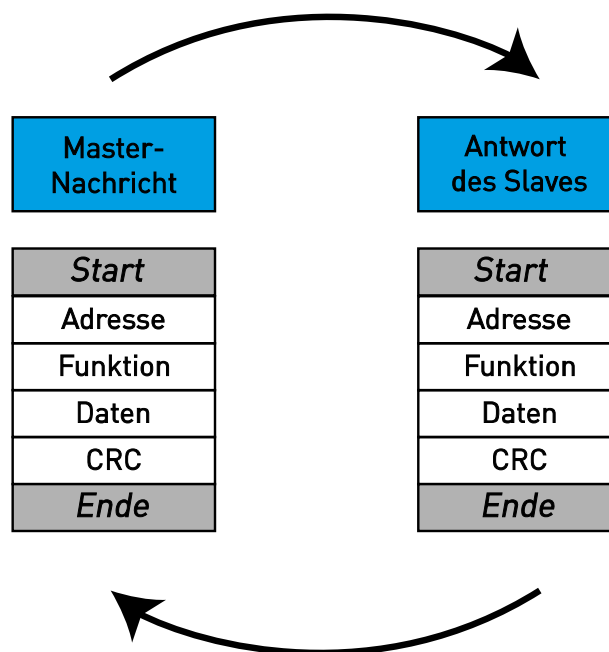 Master-
Nachricht
Start
Adresse
Funktion
Daten
CRC
Ende
Antwort
des Slaves
Start
Adresse
Funktion
Daten
CRC
Ende